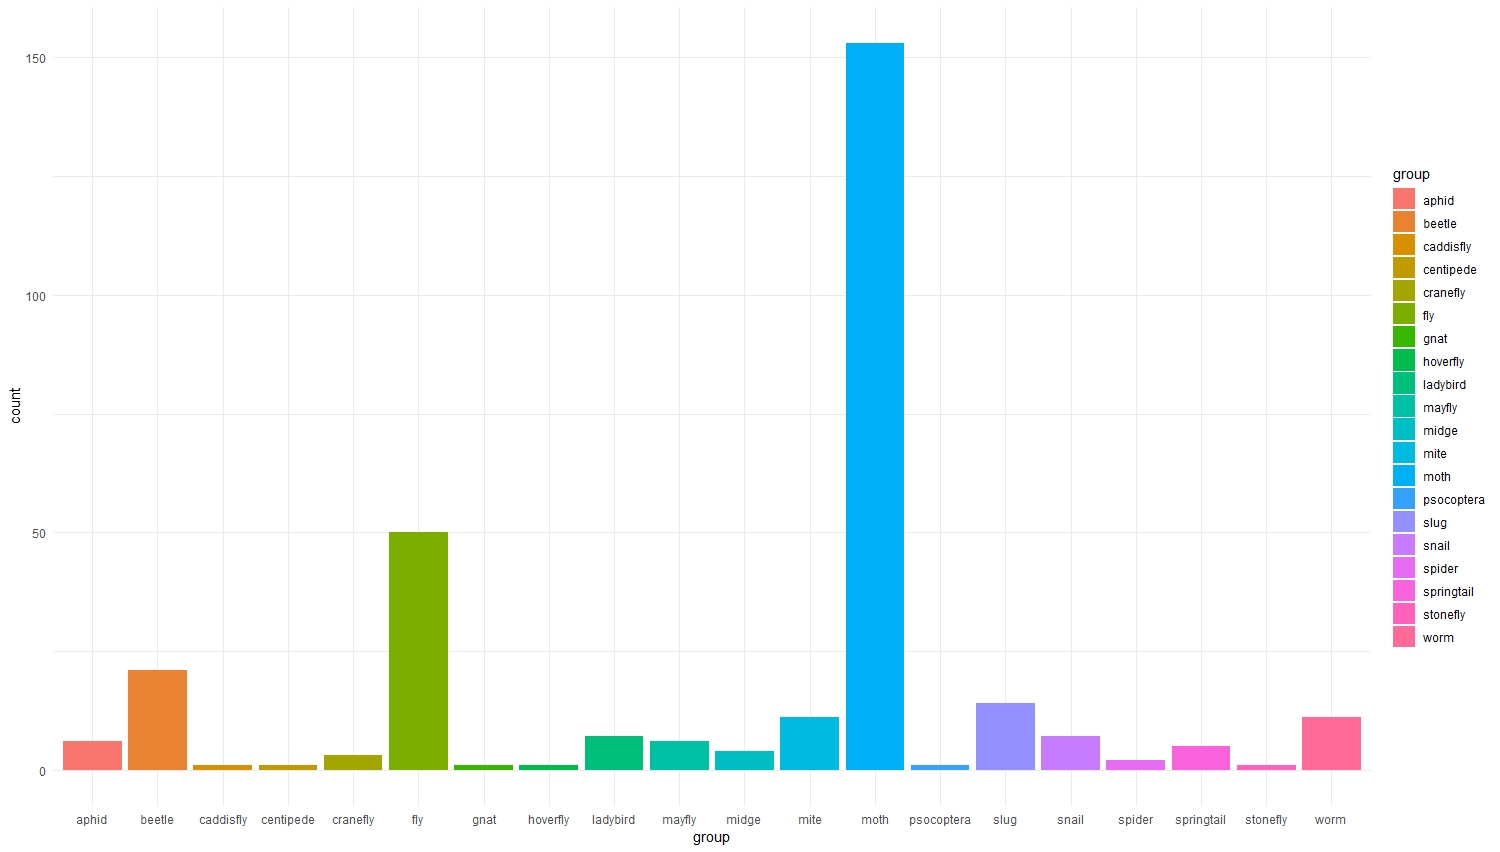 150
100
50
0
count
aphid beetle caddisfly centipede cranefly fly gnat hoverfly ladybird mayfly midge mite moth psocoptera slug snail spider springtail stonefly worm
group
group
aphid
beetle
caddisfly
centipede
cranefly
fly
gnat
hoverfly
ladybird
mayfly
midge
mite
moth
psocoptera
slug
snail
spider
springtail
stonefly
worm